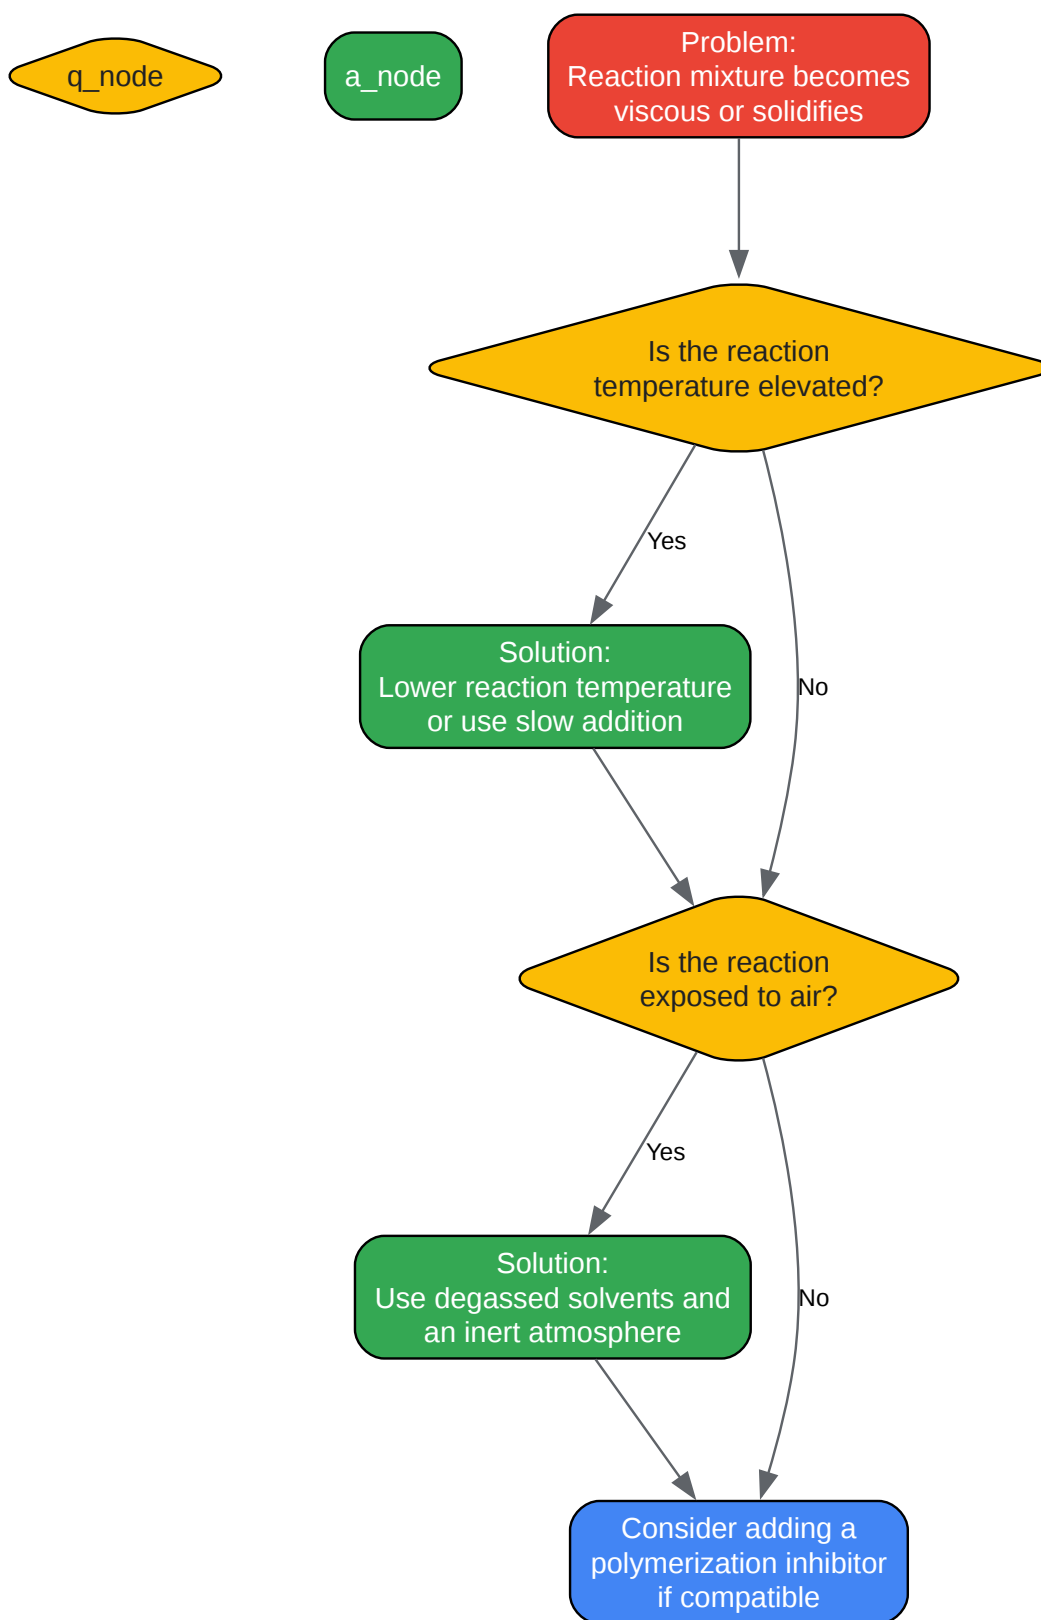 q_node
a_node
Problem:
Reaction mixture becomes
viscous or solidifies
Is the reaction
temperature elevated?
Yes
Solution:
Lower reaction temperature
or use slow addition
No
Is the reaction
exposed to air?
Yes
Solution:
Use degassed solvents and
an inert atmosphere
No
Consider adding a
polymerization inhibitor
if compatible